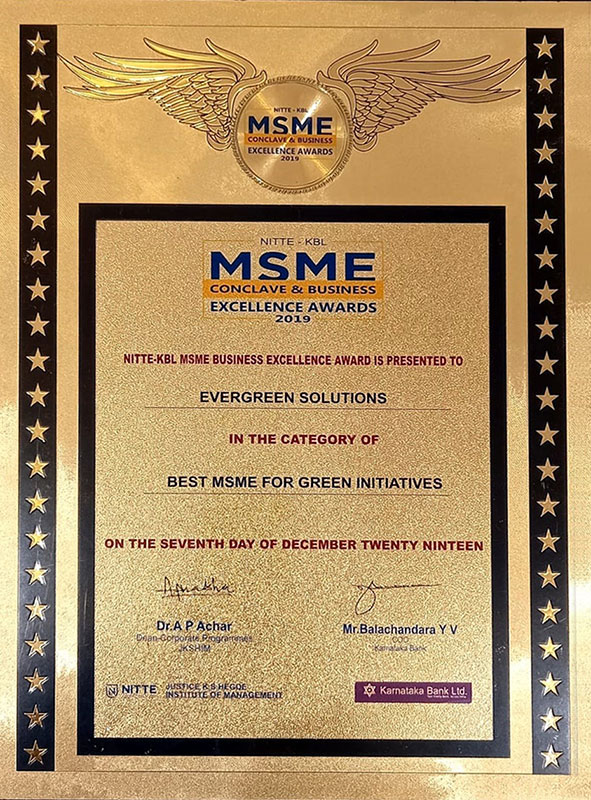 NITTE - KBL
MSME
CONCLAVE & BUSINESS
EXCELLENCE AWARDS
2019
NITTE - KBL
MSME
CONCLAVE & BUSINESS
EXCELLENCE AWARDS
2019
NITTE-KBL MSME BUSINESS EXCELLENCE AWARD IS PRESENTED TO
EVERGREEN SOLUTIONS
IN THE CATEGORY OF
BEST MSME FOR GREEN INITIATIVES
ON THE SEVENTH DAY OF DECEMBER TWENTY NINTEEN
Dr.A P Achar
Dean-Corporate Programmes
JKSHIM
Mr.Balachandara Y V
COO
Karnataka Bank
NITTE
JUSTICE K S HEGDE
INSTITUTE OF MANAGEMENT
Karnataka Bank Ltd.